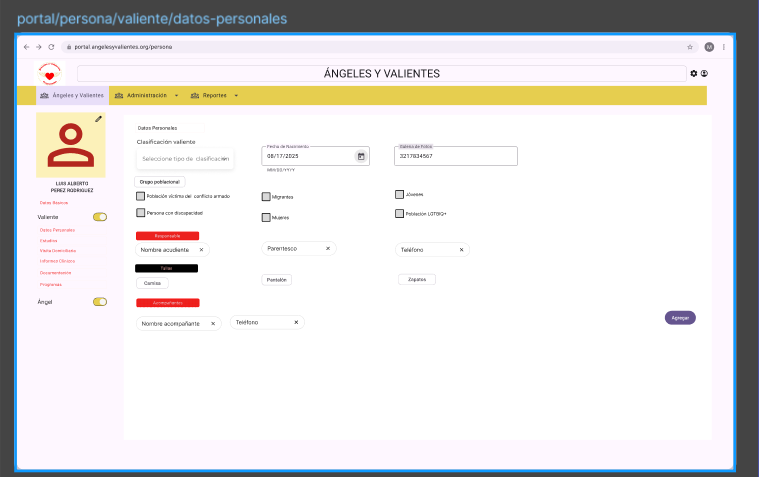 portal/persona/valiente/datos-personales
portal.angelesyvalientes.org/persona
M
ÁNGELES Y VALIENTES
Ángeles y Valientes
Administración
Reportes
LUIS ALBERTO
PEREZ RODRIGUEZ
Datos Básicos
Valiente
Datos Personales
Estudios
Visita Domiciliaria
Informes Clínicos
Documentación
Programas
Ángel
Datos Personales
Clasificación valiente
Seleccione tipo de clasificación
Fecha de Nacimiento
08/17/2025
MM/DD/YYYY
3217834567
Grupo poblacional
Población víctima del conflicto armado
Migrantes
Jóvenes
Persona con discapacidad
Mujeres
Población LGTBIQ+
Responsable
Nombre acudiente
Parentesco
Teléfono
Tallas
Camisa
Pantalón
Zapatos
Acompañantes
Nombre acompañante
Teléfono
Agregar